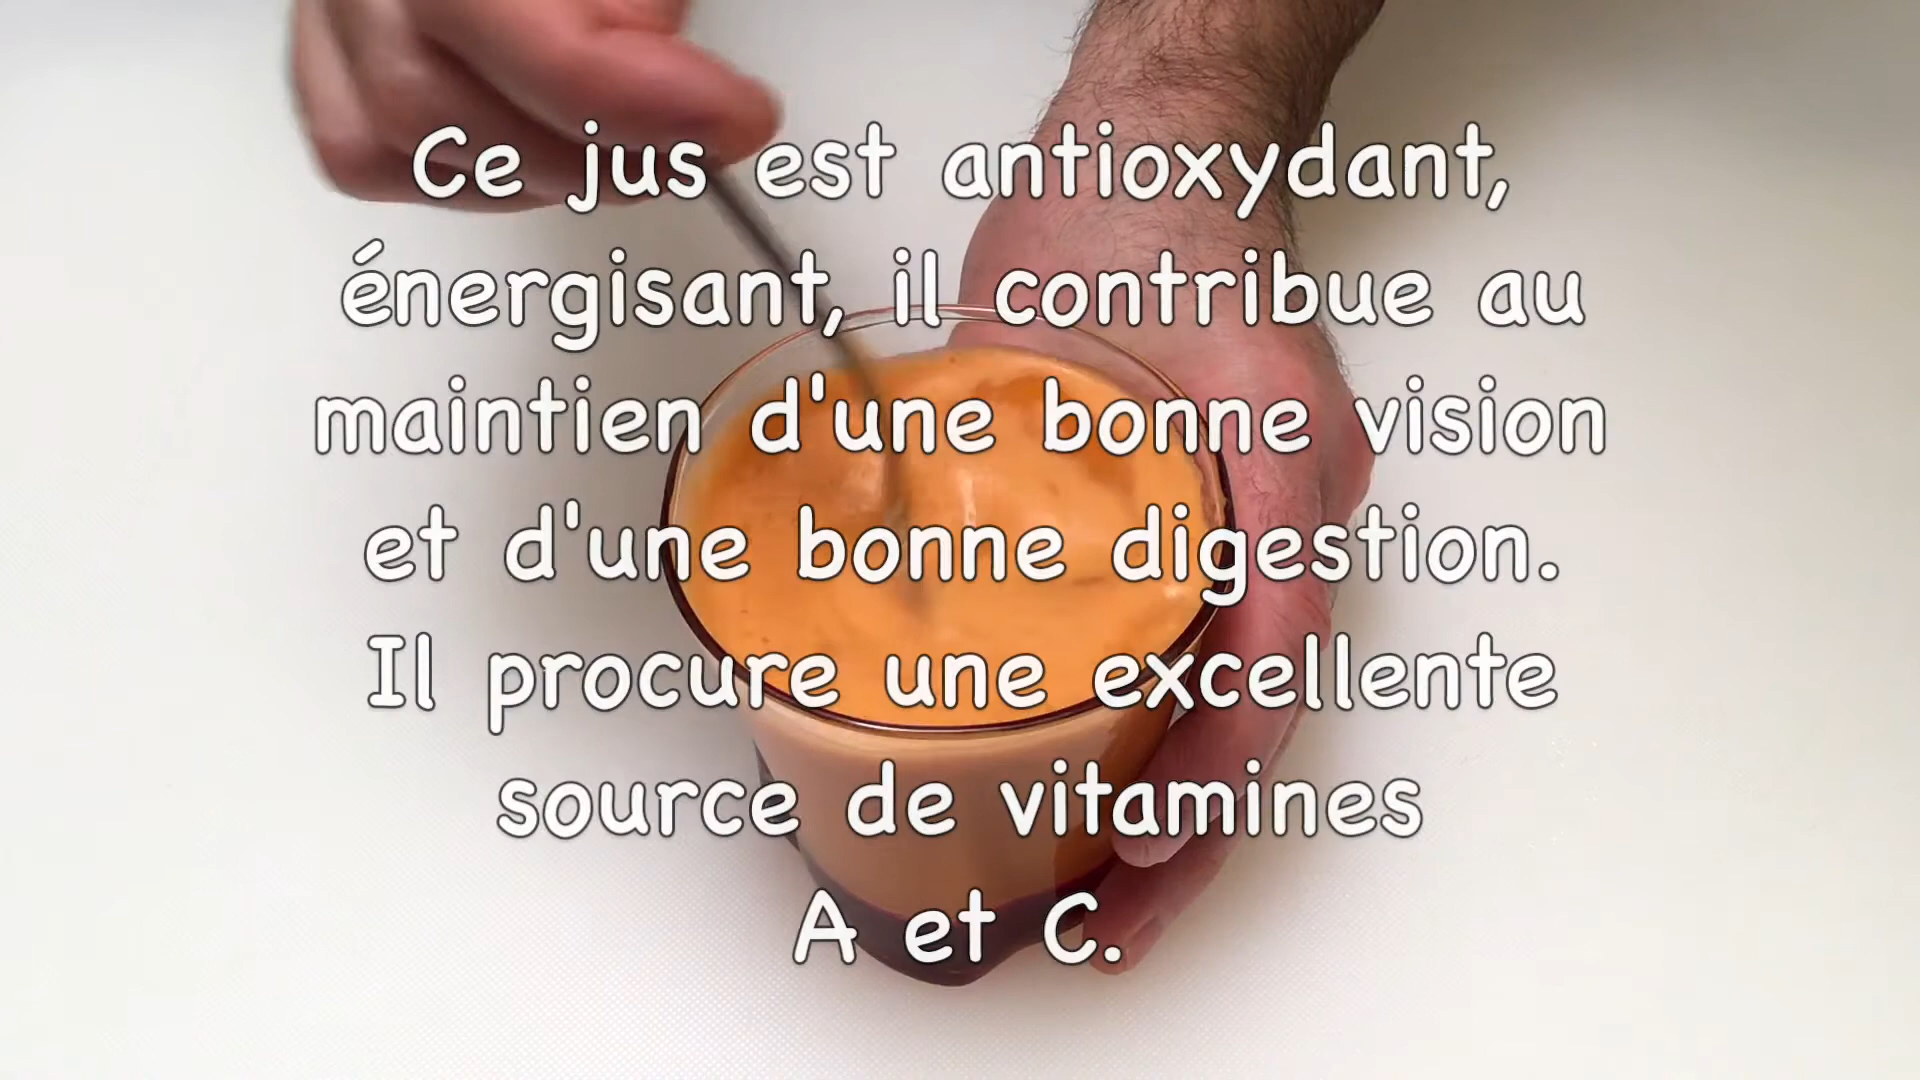 Ce jus est antioxydant,
énergisant, il contribue au
maintien d'une bonne vision
et d'une bonne digestion.
Il procure une excellente
source de vitamines
A et C.